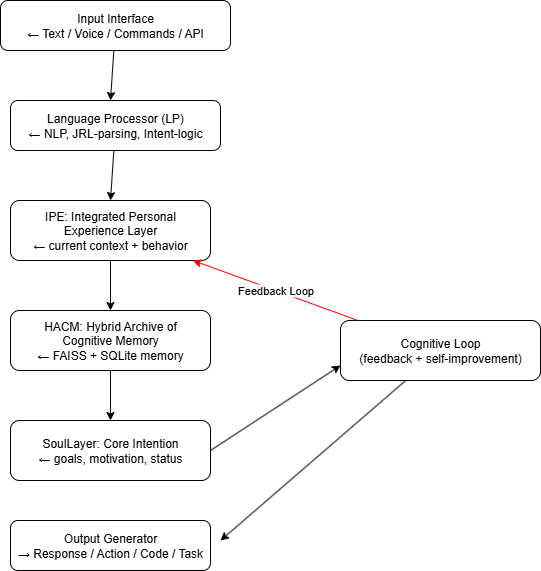 Input Interface
← Text / Voice / Commands / API
Language Processor (LP)
← NLP, JRL-parsing, Intent-logic
IPE: Integrated Personal
Experience Layer
← current context + behavior
Feedback Loop
HACM: Hybrid Archive of
Cognitive Memory
← FAISS + SQLite memory
Cognitive Loop
(feedback + self-improvement)
SoulLayer: Core Intention
← goals, motivation, status
Output Generator
→ Response / Action / Code / Task